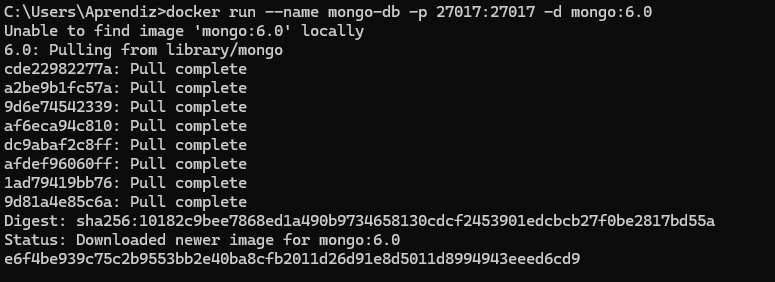 C:\Users\Aprendiz>docker run --name mongo-db -p 27017:27017 -d mongo:6.0
Unable to find image 'mongo:6.0' locally
6.0: Pulling from library/mongo
cde22982277a: Pull complete
a2be9b1fc57a: Pull complete
9d6e74542339: Pull complete
af6eca94c810: Pull complete
dc9abaf2c8ff: Pull complete
afdef96060ff: Pull complete
1ad79419bb76: Pull complete
9d81a4e85c6a: Pull complete
Digest: sha256:10182c9bee7868ed1a490b9734658130cdcf2453901edcbcb27f0be2817bd55a
Status: Downloaded newer image for mongo:6.0
e6f4be939c75c2b9553bb2e40ba8cfb2011d26d91e8d5011d8994943eeed6cd9